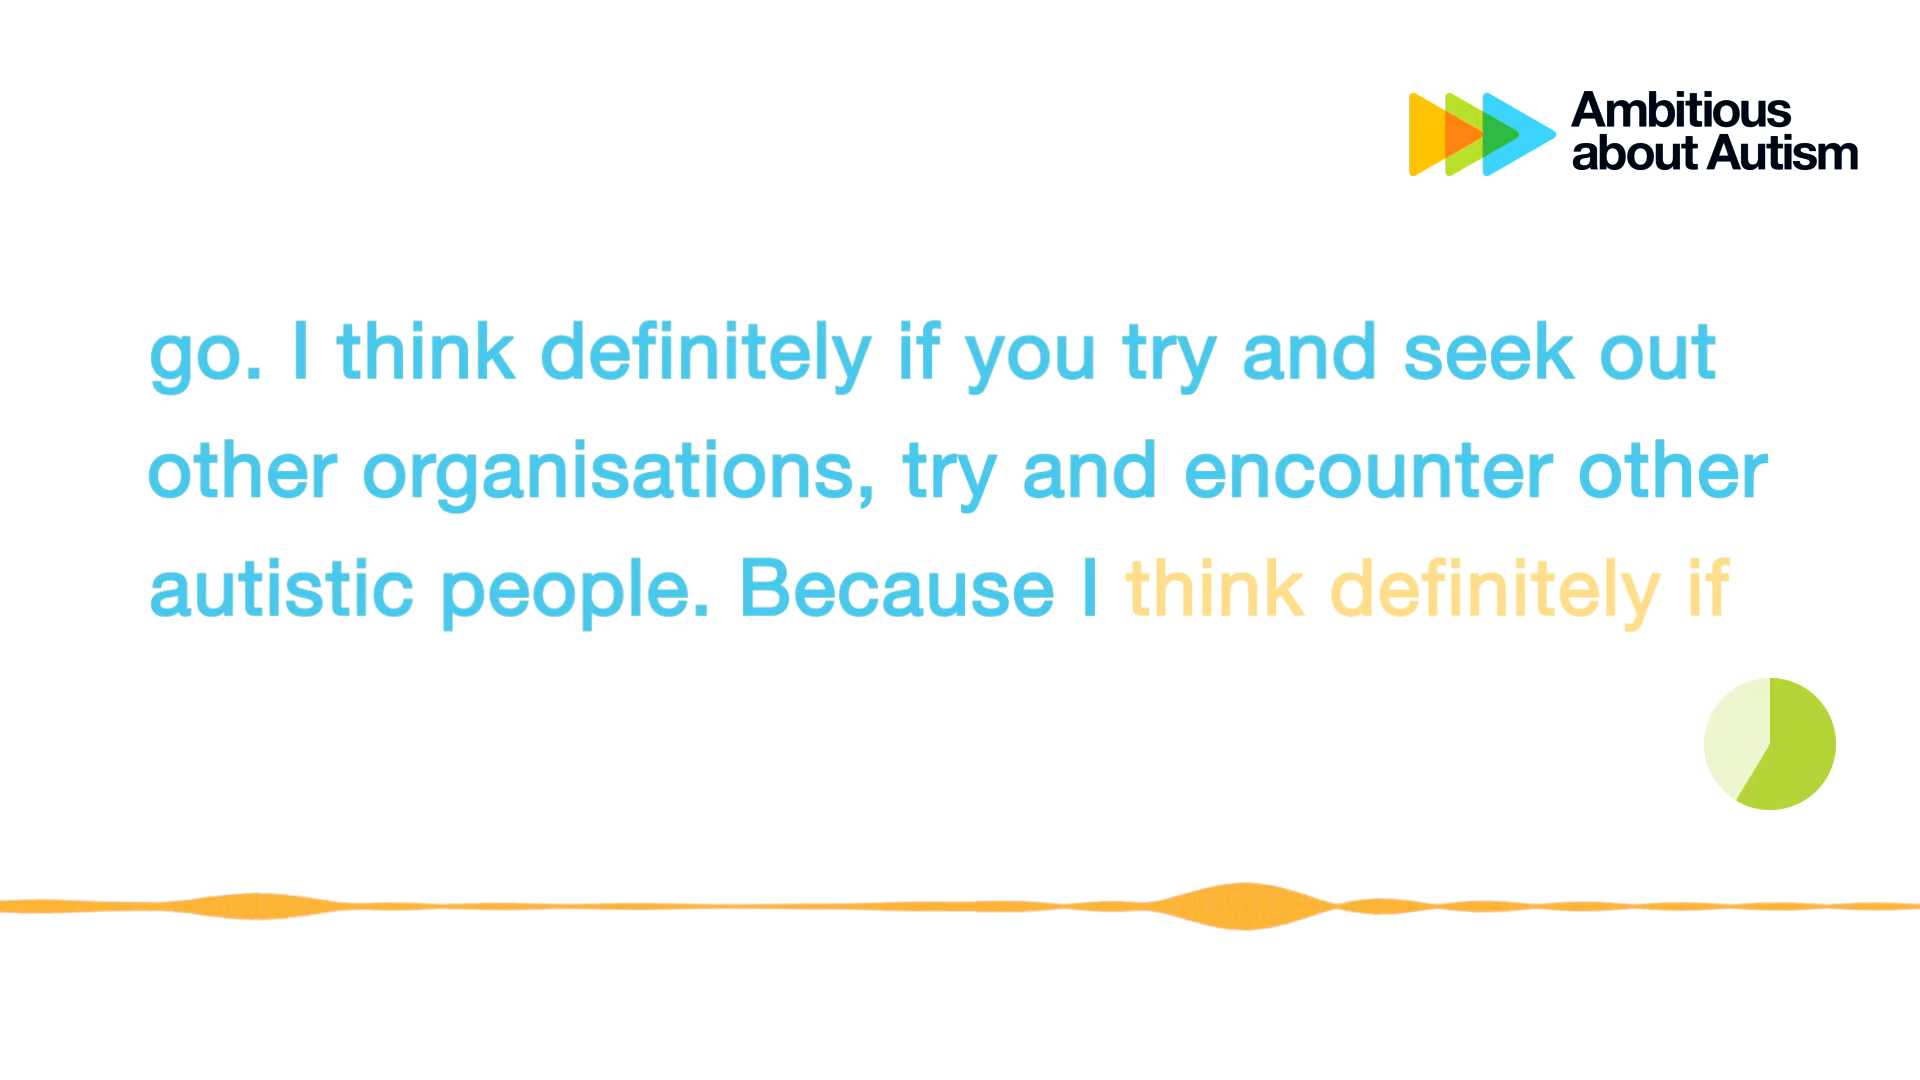 Ambitious
about Autism
go. I think definitely if you try and seek out
other organisations, try and encounter other
autistic people. Because I think definitely if